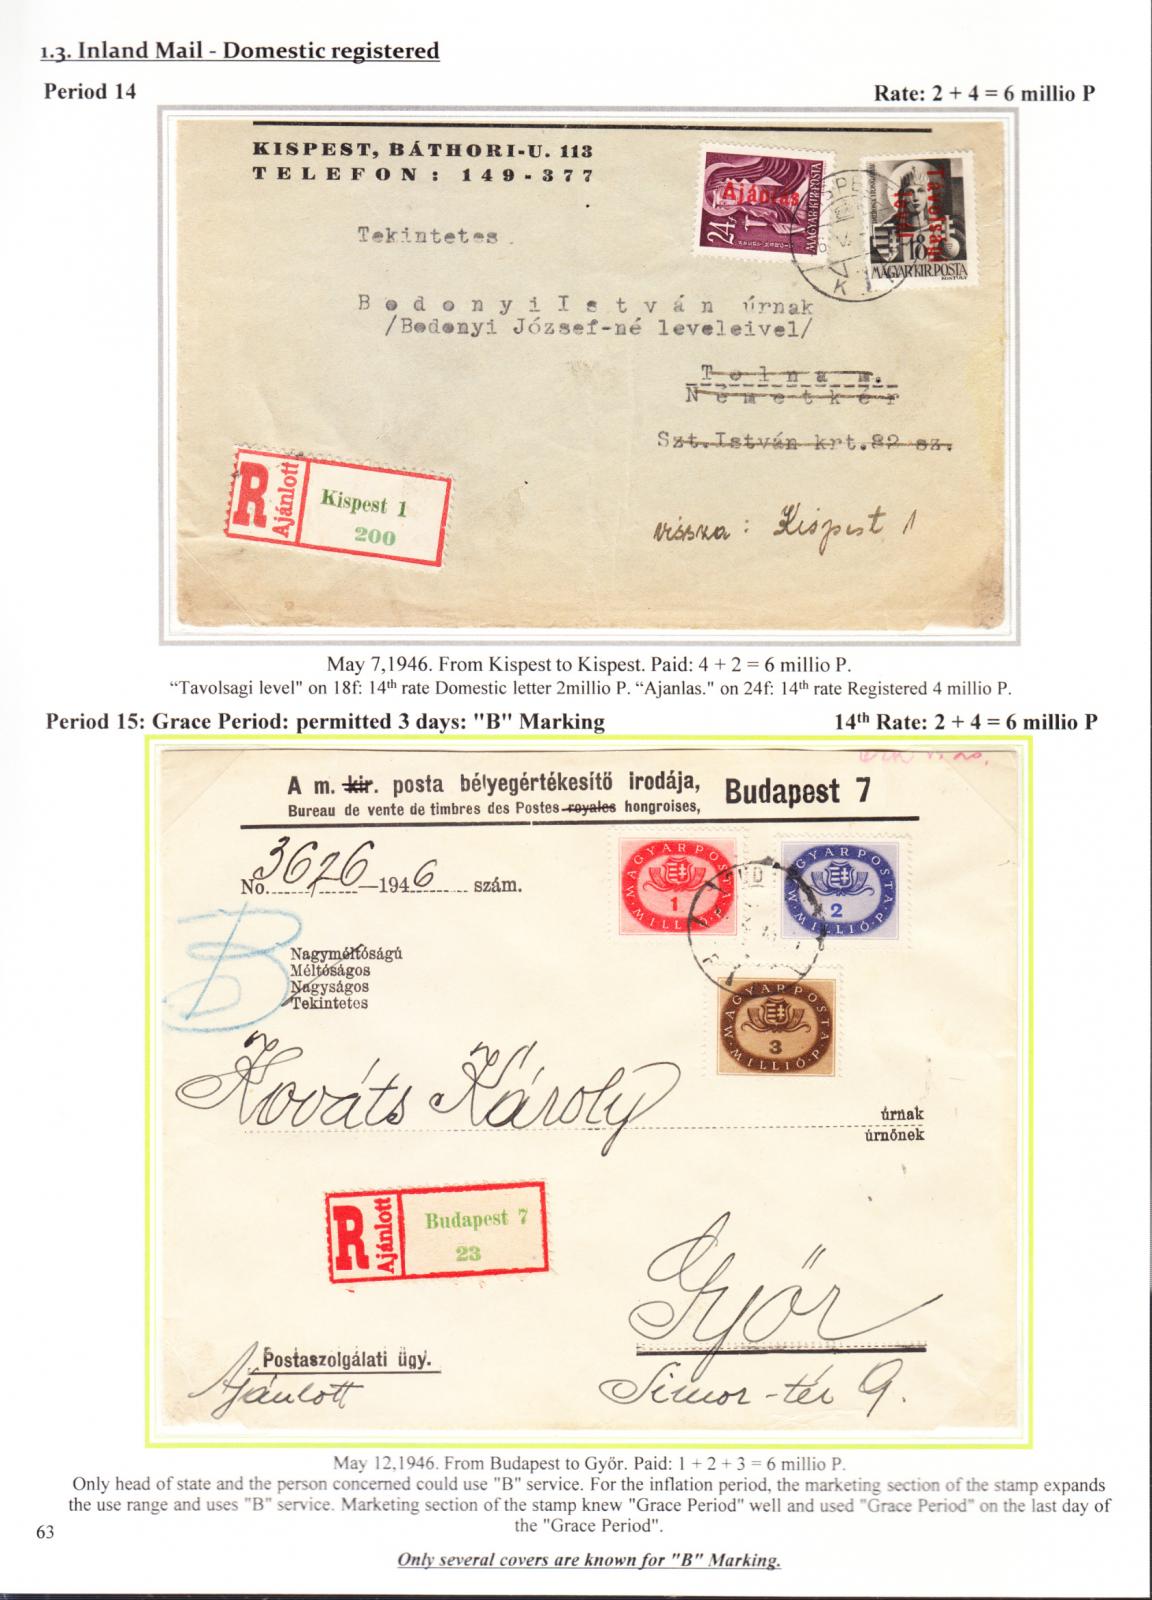 1.3. Inland Mail - Domestic registered
Period 14
Rate: 2 + 4 = 6 millio P
KISPEST, BÁTHORI-U. 113
TELEFON: 149-377
Ajánlás
24f
MAGYAR KIR. POSTA
Távolsági levél
18
MAGYAR KIR. POSTA
Tekintetes
Bodonyi István úrnak
/Bodonyi József-né leveleivel/
Tolna m.
Németkér
Szt.István krt.82 sz.
vissza: Kispest 1
R Ajánlott
Kispest 1
200
May 7,1946. From Kispest to Kispest. Paid: 4 + 2 = 6 millio P.
“Tavolsagi level" on 18f: 14th rate Domestic letter 2millio P. “Ajanlas." on 24f: 14th rate Registered 4 millio P.
Period 15: Grace Period: permitted 3 days: "B" Marking
14th Rate: 2 + 4 = 6 millio P
A m. kir. posta bélyegértékesítő irodája, Budapest 7
Bureau de vente de timbres des Postes royales hongroises,
No. 3626 —1946 szám.
MAGYAR POSTA
1
MILLIÓ P
MAGYAR POSTA
2
MILLIÓ P
MAGYAR POSTA
3
MILLIÓ P
B
Nagyméltóságú
Méltóságos
Nagyságos
Tekintetes
Kováts Károly
úrnak
úrnőnek
R Ajánlott
Budapest 7
23
Győr
Simor-tér 9.
Postaszolgálati ügy.
Ajánlott
May 12,1946. From Budapest to Győr. Paid: 1 + 2 + 3 = 6 millio P.
Only head of state and the person concerned could use "B" service. For the inflation period, the marketing section of the stamp expands
the use range and uses "B" service. Marketing section of the stamp knew "Grace Period" well and used "Grace Period" on the last day of
the "Grace Period".
63
Only several covers are known for "B" Marking.